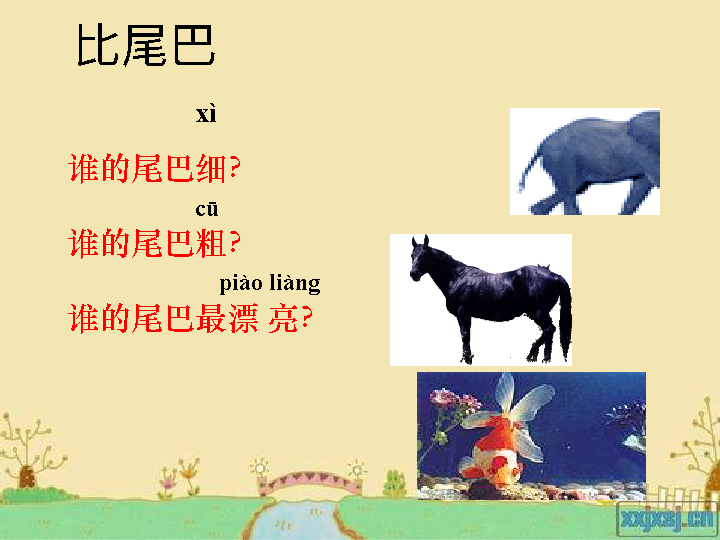 比尾巴
xì
谁的尾巴细?
cū
谁的尾巴粗?
piào liàng
谁的尾巴最漂 亮?
xxjxsj.cn